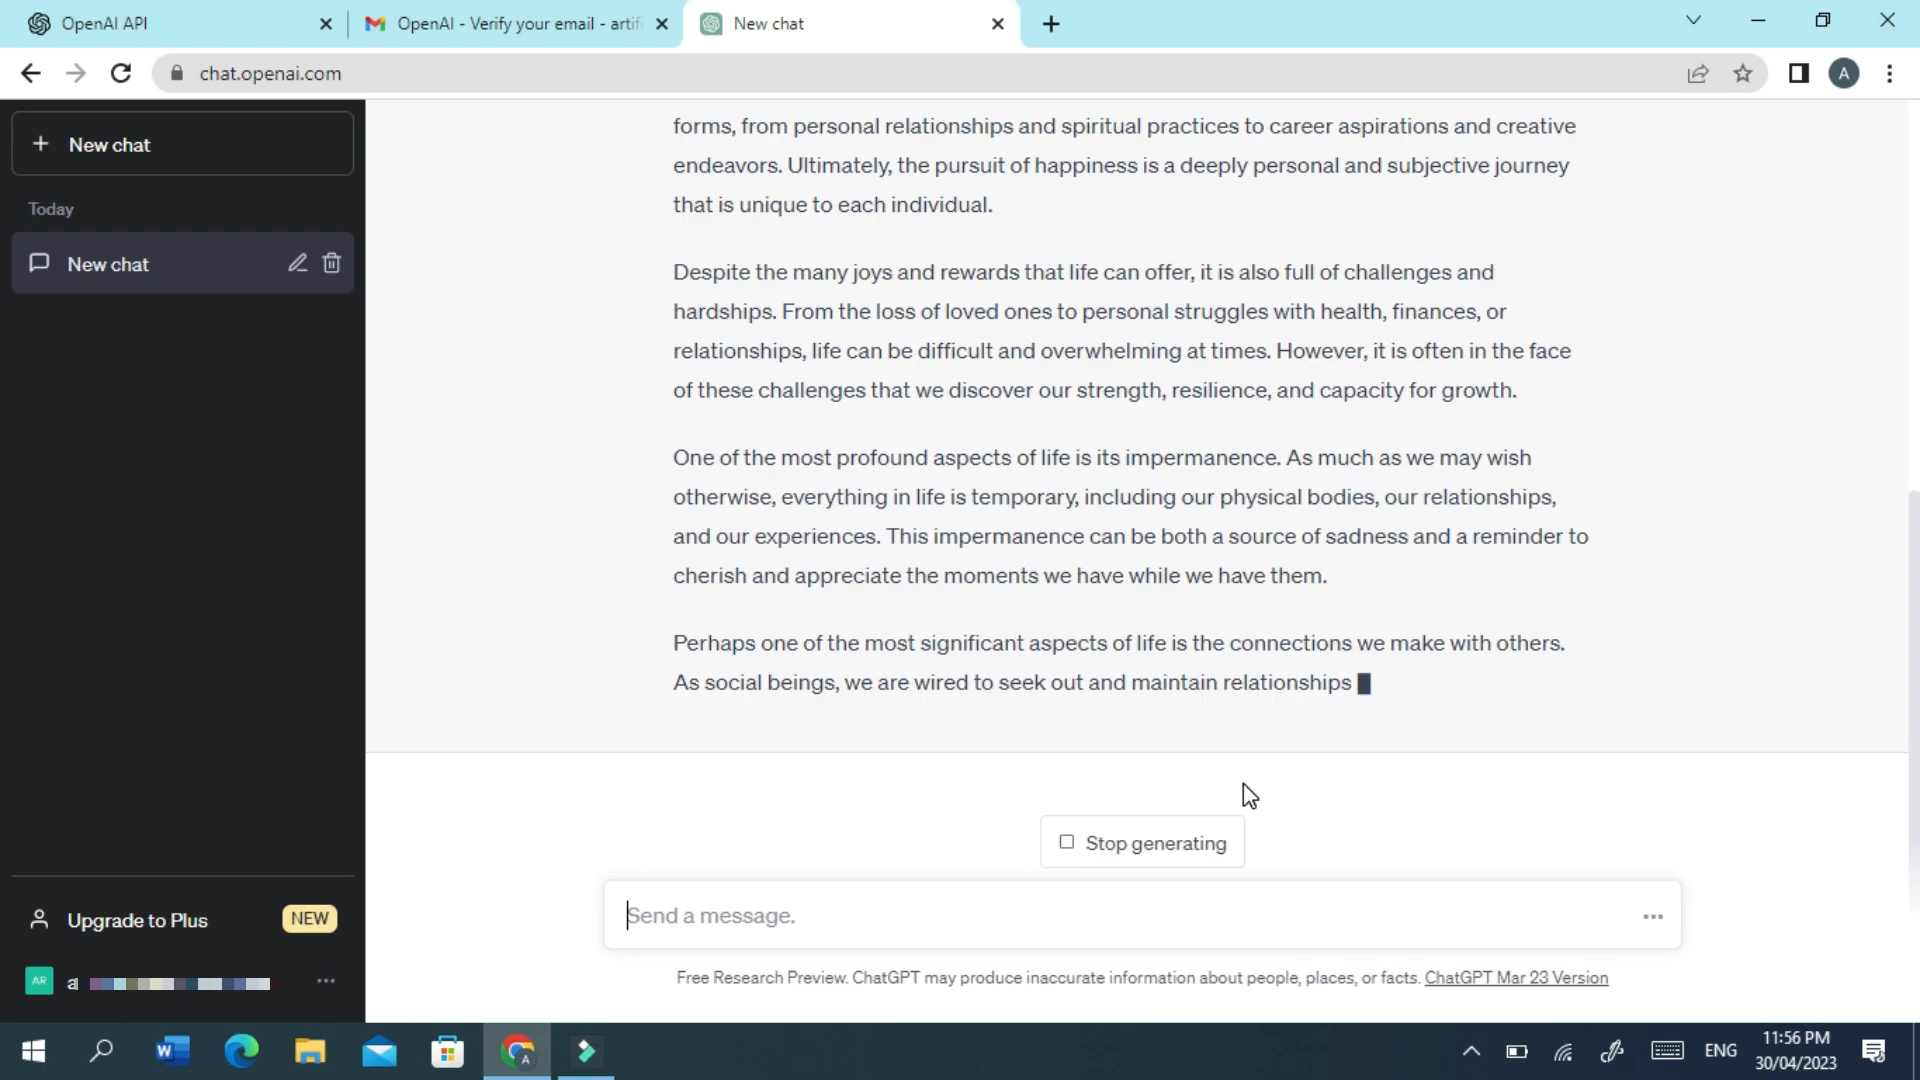 OpenAI API
OpenAI - Verify your email - artif
New chat
chat.openai.com
A
New chat
Today
New chat
forms, from personal relationships and spiritual practices to career aspirations and creative
endeavors. Ultimately, the pursuit of happiness is a deeply personal and subjective journey
that is unique to each individual.
Despite the many joys and rewards that life can offer, it is also full of challenges and
hardships. From the loss of loved ones to personal struggles with health, finances, or
relationships, life can be difficult and overwhelming at times. However, it is often in the face
of these challenges that we discover our strength, resilience, and capacity for growth.
One of the most profound aspects of life is its impermanence. As much as we may wish
otherwise, everything in life is temporary, including our physical bodies, our relationships,
and our experiences. This impermanence can be both a source of sadness and a reminder to
cherish and appreciate the moments we have while we have them.
Perhaps one of the most significant aspects of life is the connections we make with others.
As social beings, we are wired to seek out and maintain relationships
Stop generating
Send a message.
Free Research Preview. ChatGPT may produce inaccurate information about people, places, or facts. ChatGPT Mar 23 Version
Upgrade to Plus
NEW
AR
W
A
ENG
11:56 PM
30/04/2023